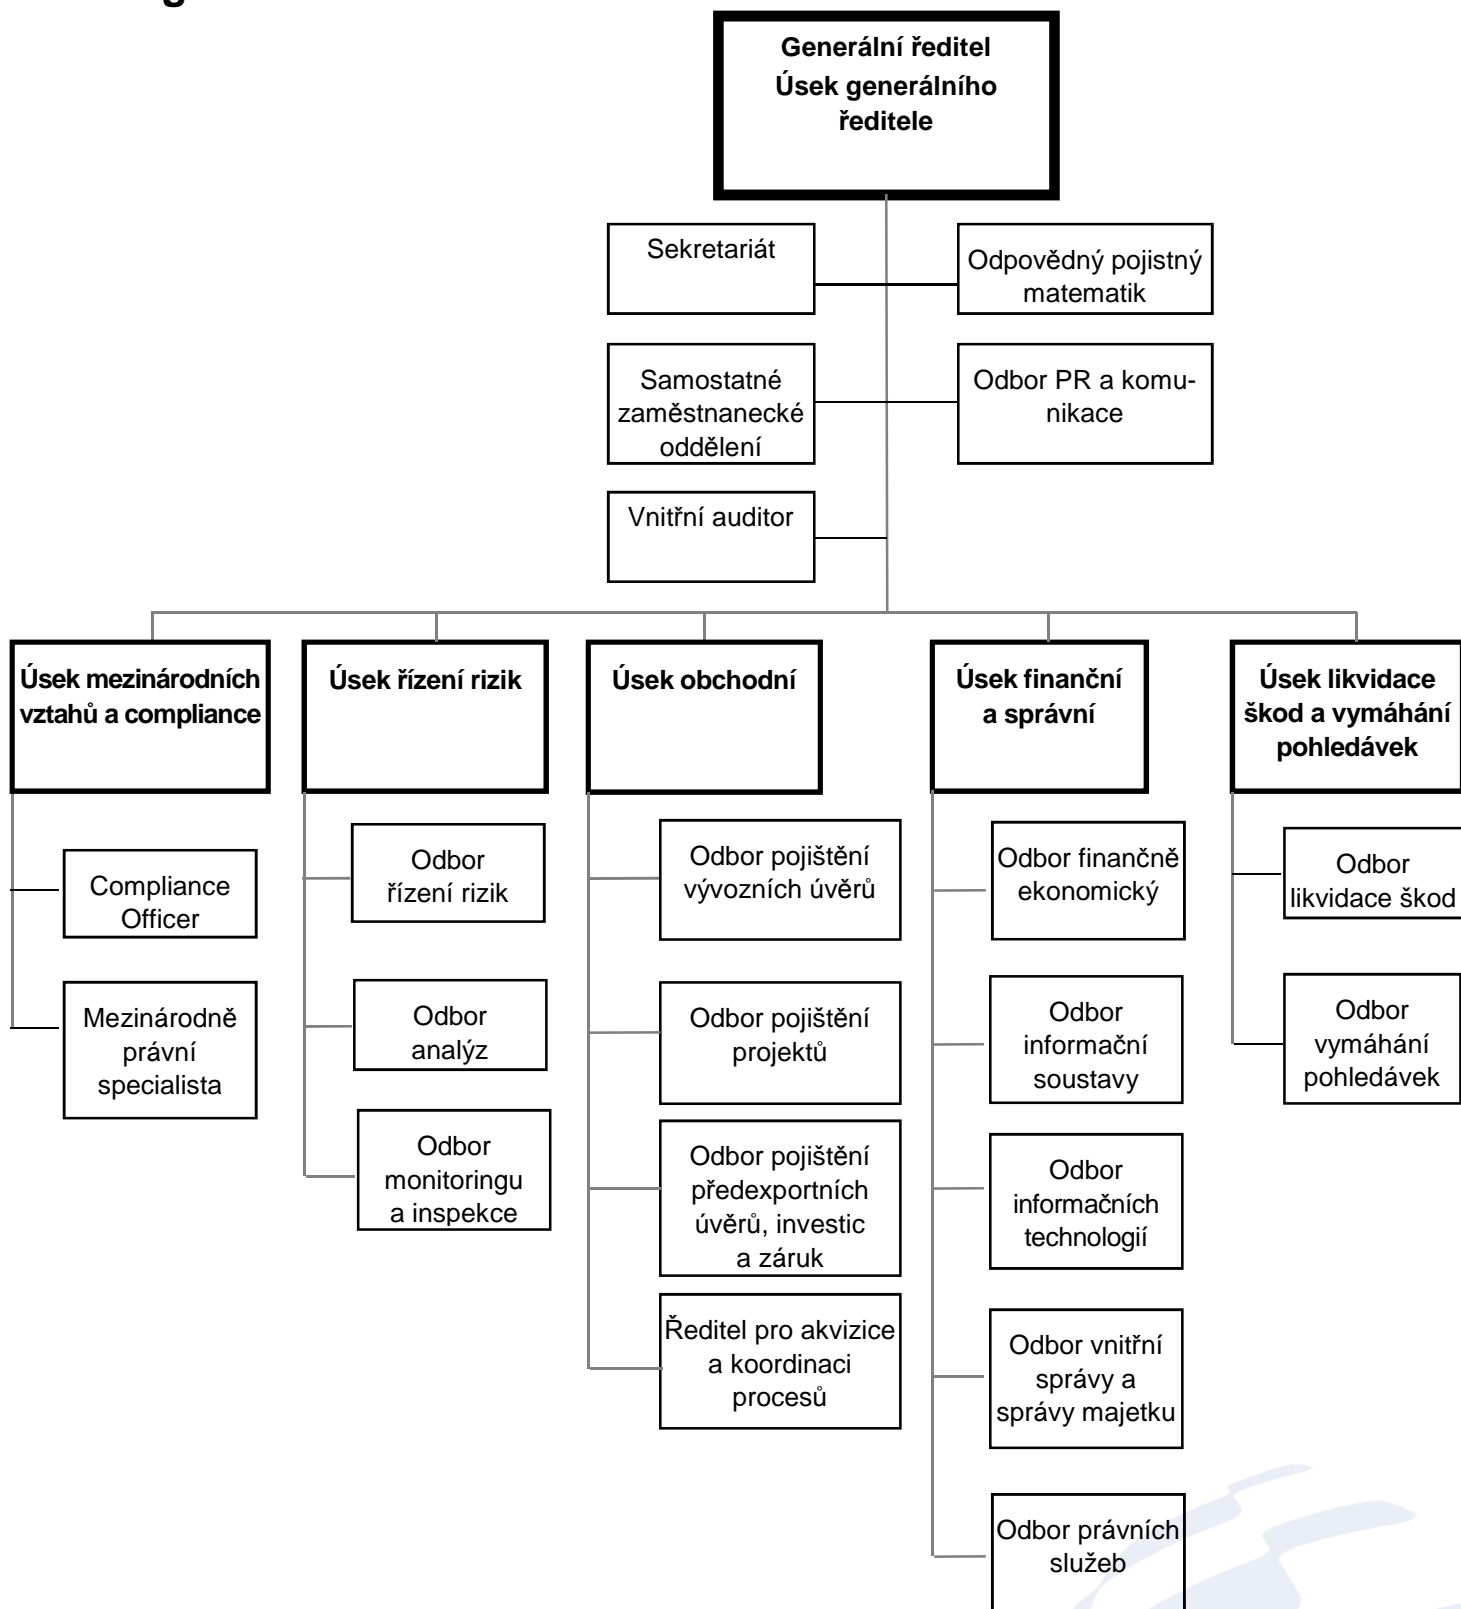 Generální ředitel
Úsek generálního
ředitele
Sekretariát
Odpovědný pojistný
matematik
Samostatné
zaměstnanecké
oddělení
Odbor PR a komu-
nikace
Vnitřní auditor
Úsek mezinárodních
vztahů a compliance
Úsek řízení rizik
Úsek obchodní
Úsek finanční
a správní
Úsek likvidace
škod a vymáhání
pohledávek
Compliance
Officer
Mezinárodně
právní
specialista
Odbor
řízení rizik
Odbor
analýz
Odbor
monitoringu
a inspekce
Odbor pojištění
vývozních úvěrů
Odbor pojištění
projektů
Odbor pojištění
předexportních
úvěrů, investic
a záruk
Ředitel pro akvizice
a koordinaci
procesů
Odbor finančně
ekonomický
Odbor
informační
soustavy
Odbor
informačních
technologií
Odbor vnitřní
správy a
správy majetku
Odbor právních
služeb
Odbor
likvidace škod
Odbor
vymáhání
pohledávek